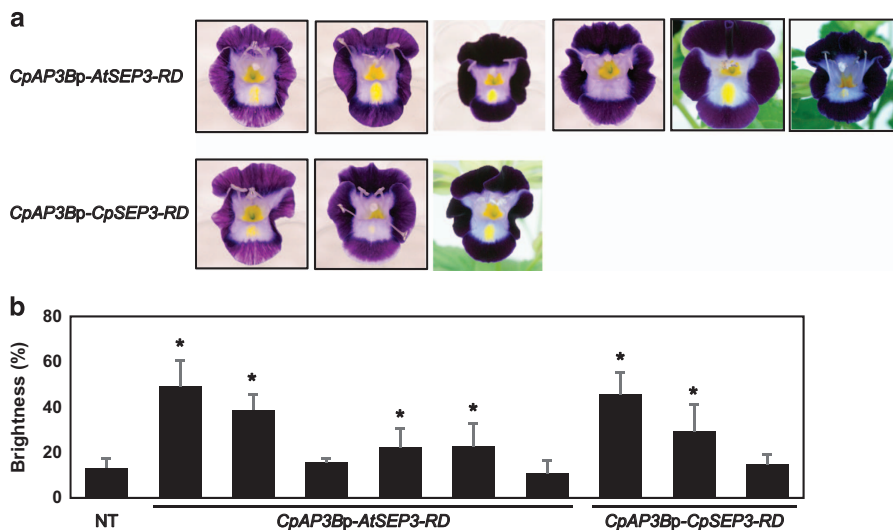 a
CpAP3Bp-AtSEP3-RD
CpAP3Bp-CpSEP3-RD
b
Brightness (%)
80
60
40
20
0
* * * * * *
NT CpAP3Bp-AtSEP3-RD CpAP3Bp-CpSEP3-RD